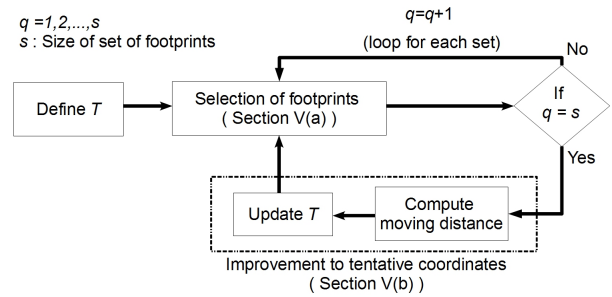 q =1,2,...,s
s : Size of set of footprints
q=q+1
(loop for each set)
No
Define T
Selection of footprints
( Section V(a) )
If
q = s
Yes
Update T
Compute
moving distance
Improvement to tentative coordinates
( Section V(b) )